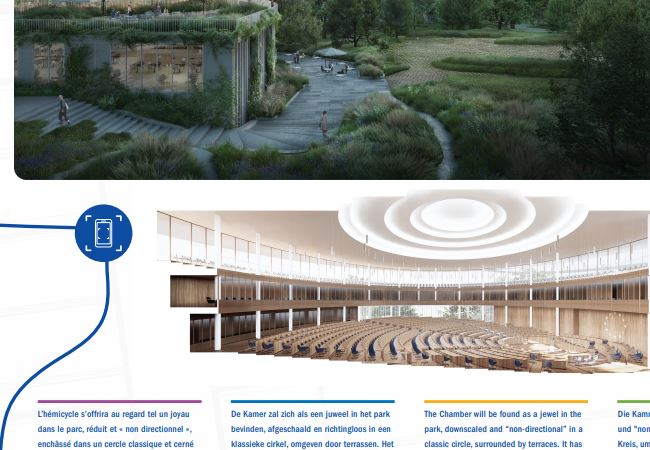 L'hémicycle s'offrira au regard tel un joyau
dans le parc, réduit et « non directionnel »,
enchâssé dans un cercle classique et cerné
De Kamer zal zich als een juweel in het park
bevinden, afgeschaald en richtingloos in een
klassieke cirkel, omgeven door terrassen. Het
The Chamber will be found as a jewel in the
park, downscaled and "non-directional" in a
classic circle, surrounded by terraces. It has
Die Kamm
und "non
Kreis, um